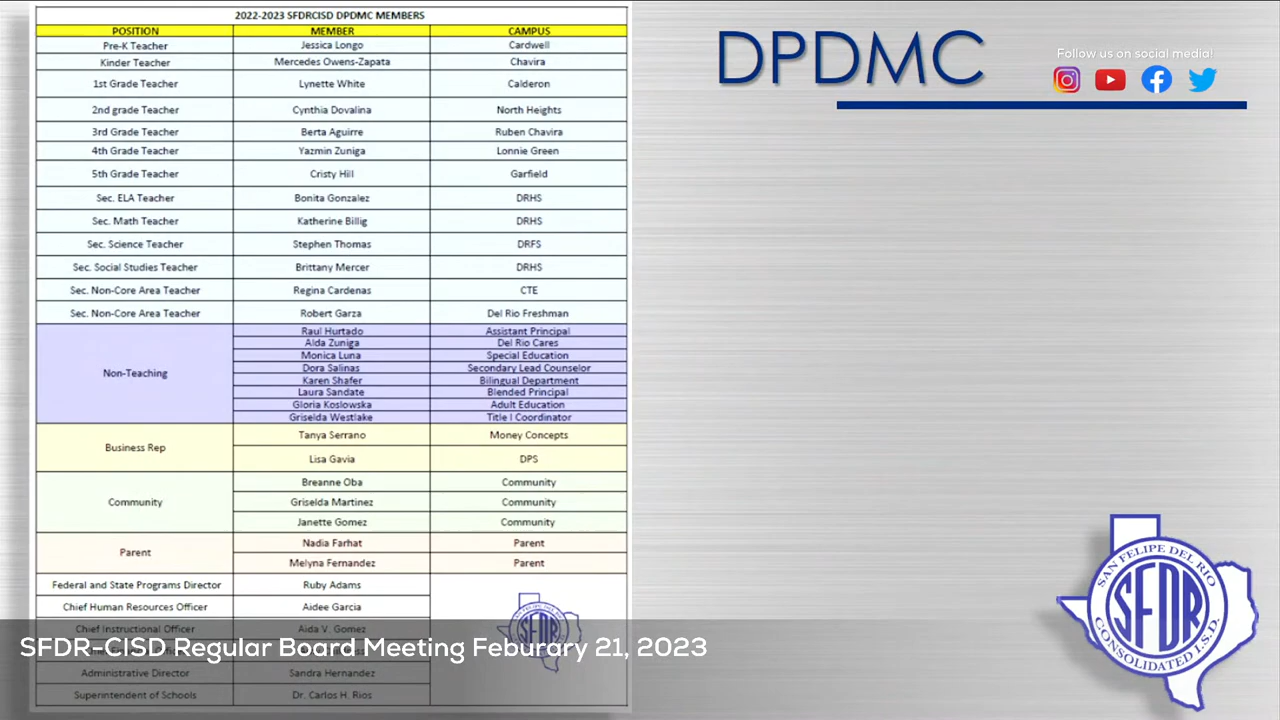 2022-2023 SFDRCISD DPDMC MEMBERS
POSITION MEMBER CAMPUS
Pre-K Teacher Jessica Longo Cardwell
Kinder Teacher Mercedes Owens-Zapata Chavira
1st Grade Teacher Lynette White Calderon
2nd grade Teacher Cynthia Dovalina North Heights
3rd Grade Teacher Berta Aguirre Ruben Chavira
4th Grade Teacher Yazmin Zuniga Lonnie Green
5th Grade Teacher Cristy Hill Garfield
Sec. ELA Teacher Bonita Gonzalez DRHS
Sec. Math Teacher Katherine Billig DRHS
Sec. Science Teacher Stephen Thomas DRFS
Sec. Social Studies Teacher Brittany Mercer DRHS
Sec. Non-Core Area Teacher Regina Cardenas CTE
Sec. Non-Core Area Teacher Robert Garza Del Rio Freshman
Non-Teaching
Raul Hurtado Assistant Principal
Alda Zuniga Del Rio Cares
Monica Luna Special Education
Dora Salinas Secondary Lead Counselor
Karen Shafer Bilingual Department
Laura Sandate Blended Principal
Gloria Koslowska Adult Education
Griselda Westlake Title I Coordinator
Business Rep
Tanya Serrano Money Concepts
Lisa Gavia DPS
Community
Breanne Oba Community
Griselda Martinez Community
Janette Gomez Community
Parent
Nadia Farhat Parent
Melyna Fernandez Parent
Federal and State Programs Director Ruby Adams
Chief Human Resources Officer Aidee Garcia
Chief Instructional Officer Aida V. Gomez
Administrative Director Sandra Hernandez
Superintendent of Schools Dr. Carlos H. Rios
SFDR-CISD Regular Board Meeting Feburary 21, 2023
DPDMC
Follow us on social media!
SAN FELIPE DEL RIO
SFDR
CONSOLIDATED I.S.D.